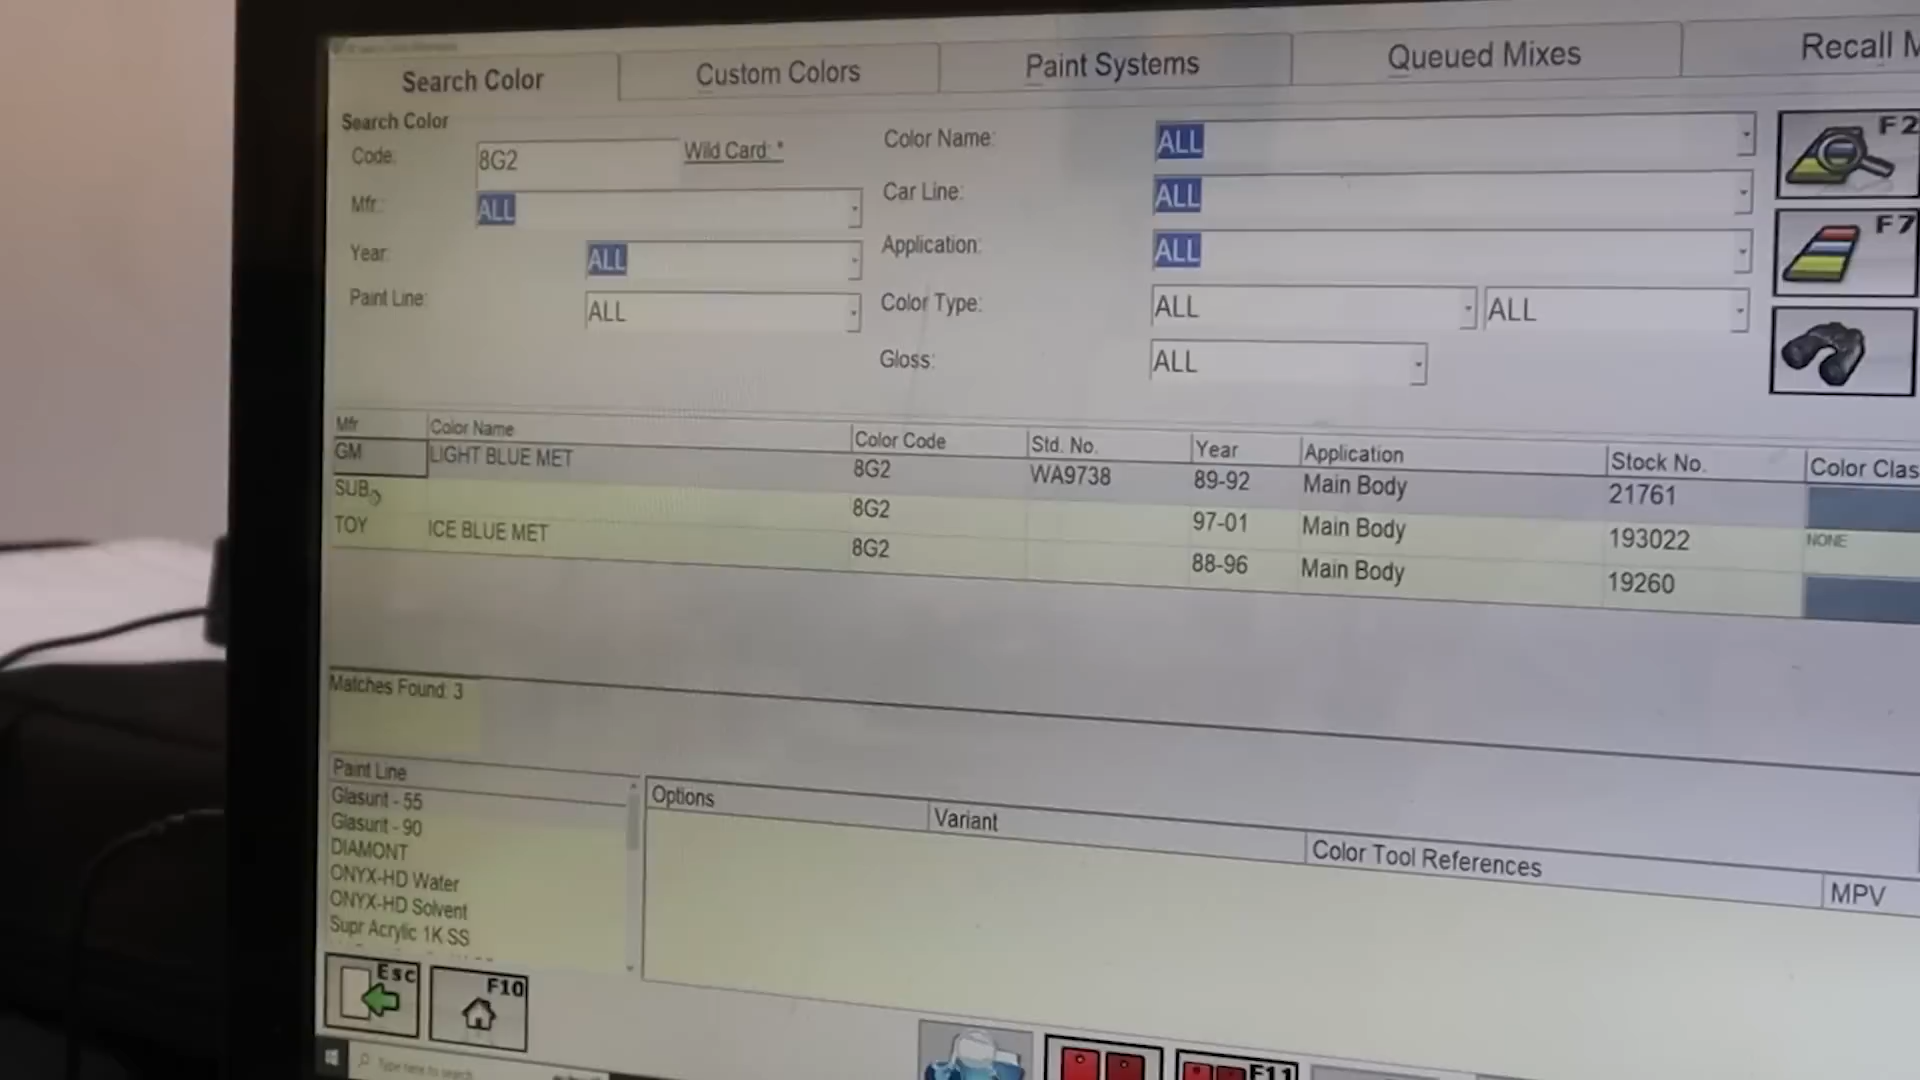 Search Color
Custom Colors
Paint Systems
Queued Mixes
Recall M
Search Color
Code:
8G2
Wild Card: *
Color Name:
ALL
F2
Mfr.:
ALL
Car Line:
ALL
Year:
ALL
Application:
ALL
F7
Paint Line:
ALL
Color Type:
ALL
ALL
Gloss:
ALL
Mfr Color Name Color Code Std. No. Year Application Stock No. Color Clas
GM LIGHT BLUE MET 8G2 WA9738 89-92 Main Body 21761
SUB 8G2 97-01 Main Body 193022 NONE
TOY ICE BLUE MET 8G2 88-96 Main Body 19260
Matches Found: 3
Paint Line
Glasurit - 55
Glasurit - 90
DIAMONT
ONYX-HD Water
ONYX-HD Solvent
Supr Acrylic 1K SS
Options
Variant
Color Tool References
MPV
Esc
F10
F11
Type here to search